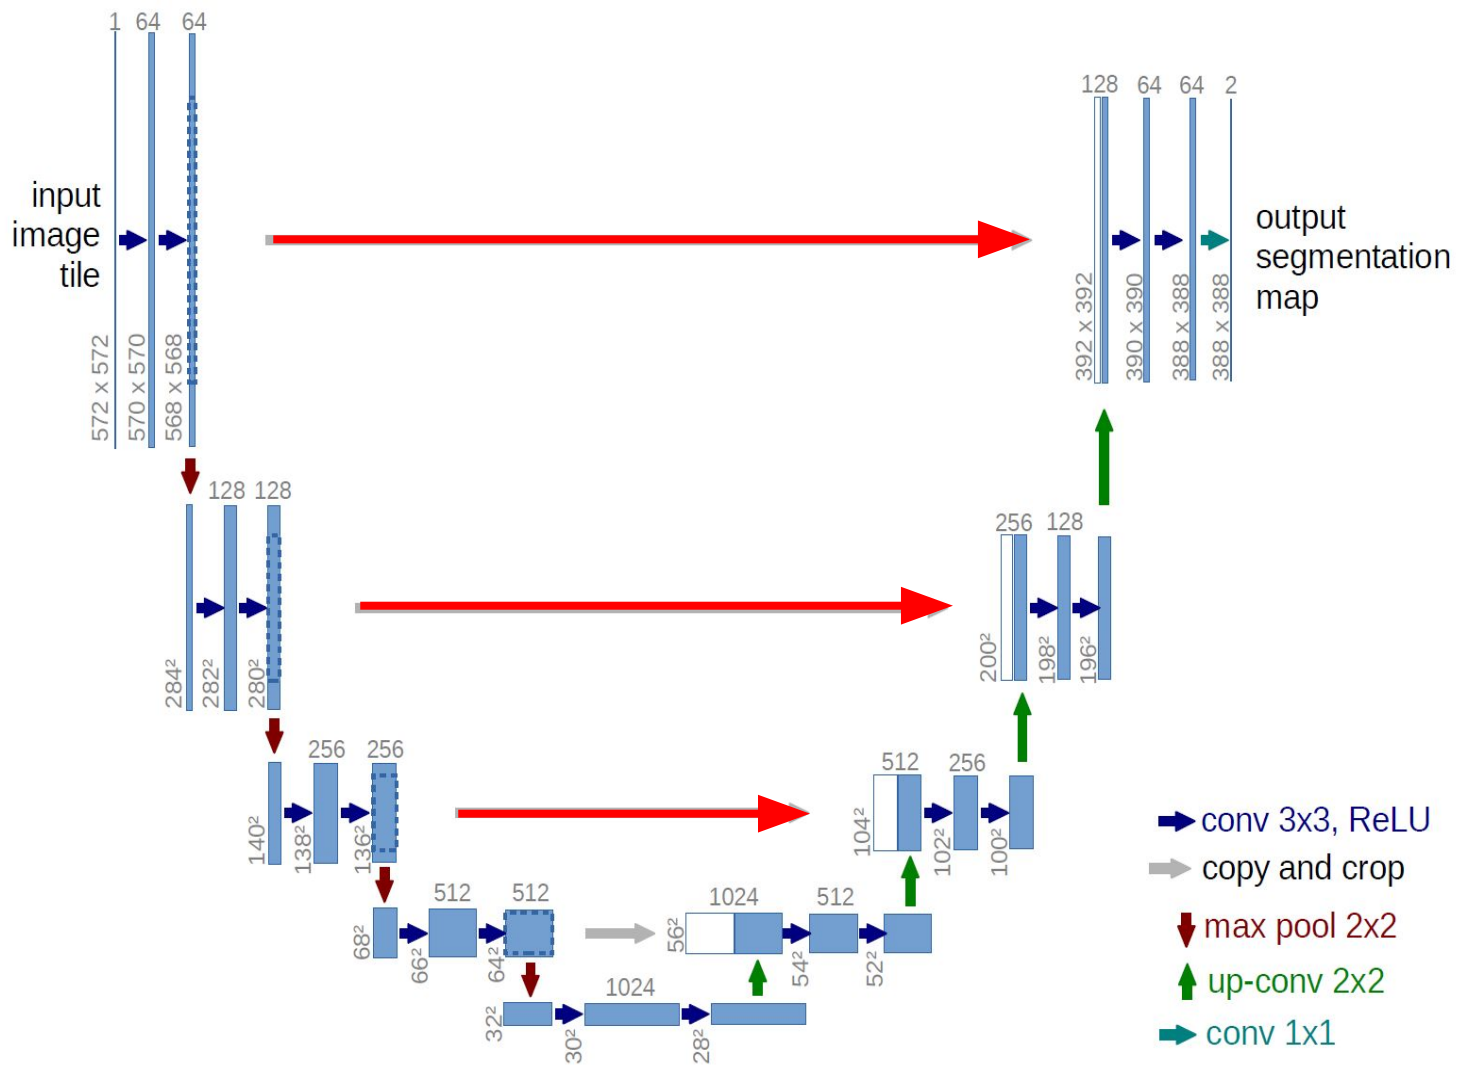 1 64 64
128
64
64
2
input
image
tile
output
segmentation
map
572 x 572
570 x 570
568 x 568
392 x 392
390 x 390
388 x 388
388 x 388
128 128
256 128
284²
282²
280²
200²
198²
196²
256 256
512 256
140²
138²
136²
104²
102²
100²
conv 3x3, ReLU
copy and crop
max pool 2x2
up-conv 2x2
conv 1x1
512 512
1024 512
68²
66²
64²
56²
54²
52²
1024
32²
30²
28²